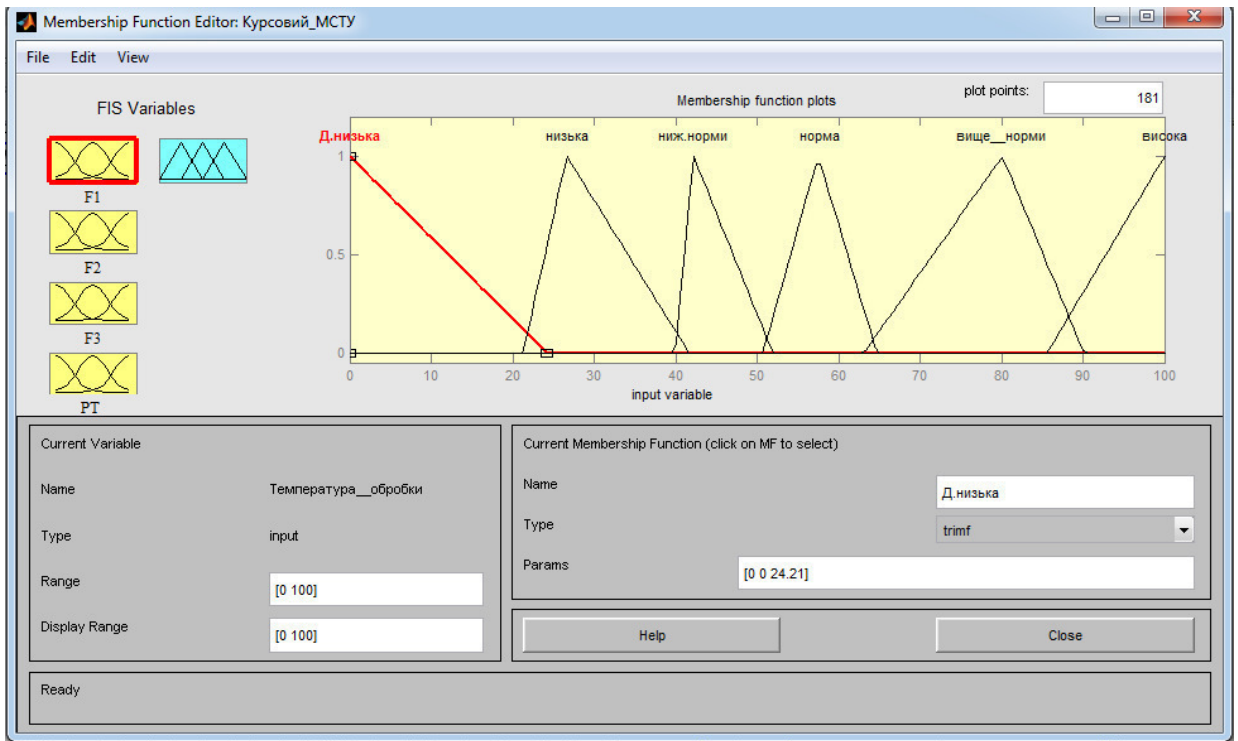 Membership Function Editor: Курсовий_МСТУ
File Edit View
FIS Variables
F1
F2
F3
PT
Membership function plots
plot points:
181
Д.низька низька ниж.норми норма вище__норми висока
1
0.5
0
0 10 20 30 40 50 60 70 80 90 100
input variable
Current Variable
Name Температура__обробки
Type input
Range [0 100]
Display Range [0 100]
Current Membership Function (click on MF to select)
Name Д.низька
Type trimf
Params [0 0 24.21]
Help Close
Ready